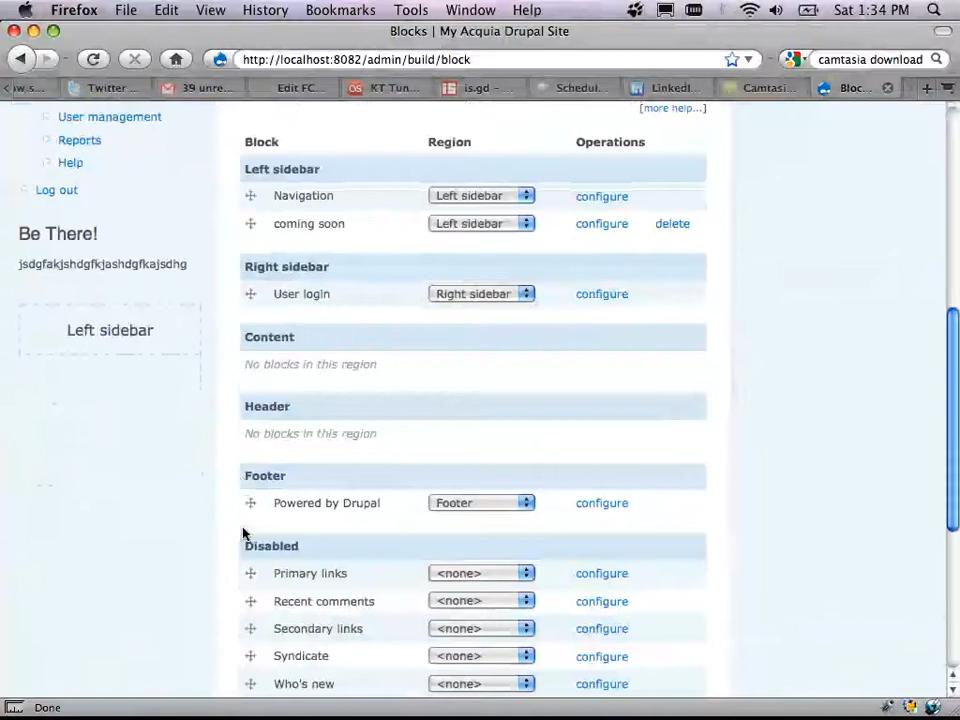 Firefox File Edit View History Bookmarks Tools Window Help Sat 1:34 PM
Blocks | My Acquia Drupal Site
http://localhost:8082/admin/build/block camtasia download
w s... Twitter ... 39 unre... Edit FC... KT Tun... is.gd - ... Schedul... LinkedI... Camtasi... Bloc...
[more help...]
User management
Reports
Help
Log out
Be There!
jsdgfakjshdgfkjashdgfkajsdhg
Left sidebar
Block Region Operations
Left sidebar
Navigation Left sidebar configure
coming soon Left sidebar configure delete
Right sidebar
User login Right sidebar configure
Content
No blocks in this region
Header
No blocks in this region
Footer
Powered by Drupal Footer configure
Disabled
Primary links <none> configure
Recent comments <none> configure
Secondary links <none> configure
Syndicate <none> configure
Who's new <none> configure
Done